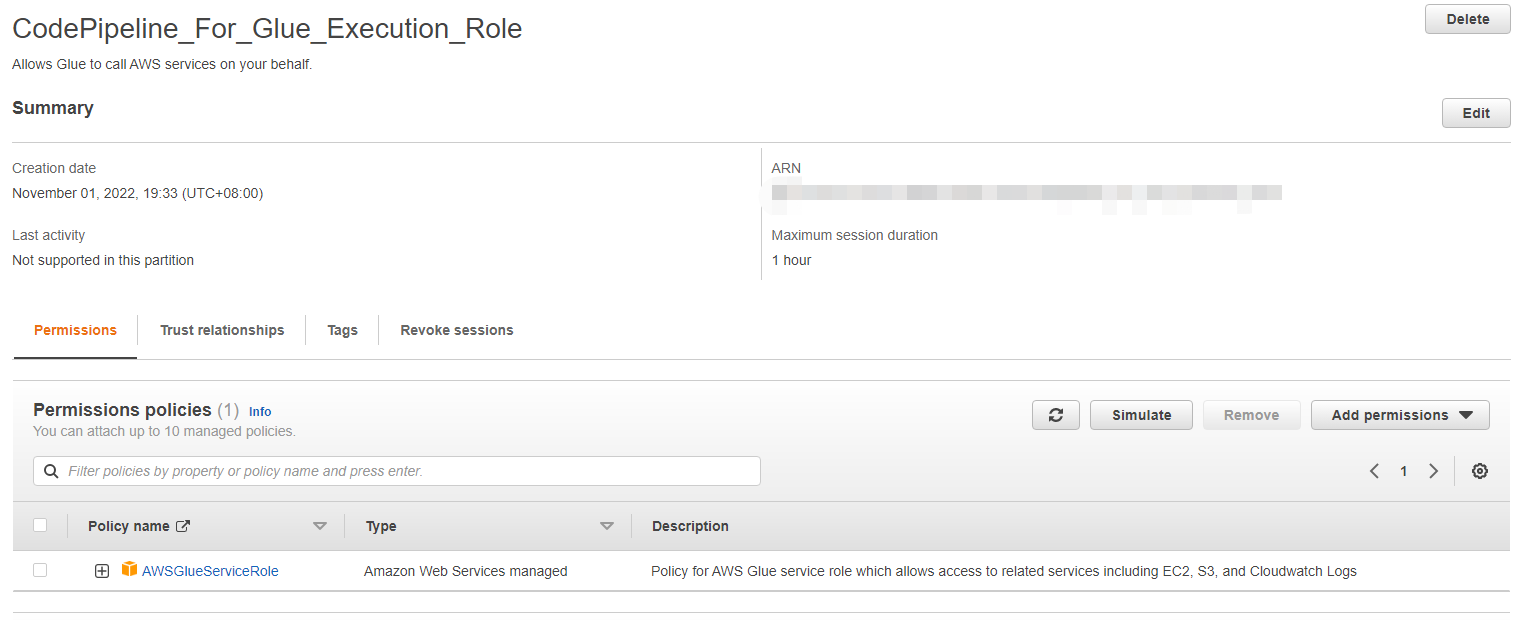 CodePipeline_For_Glue_Execution_Role
Delete
Allows Glue to call AWS services on your behalf.
Summary
Edit
Creation date
November 01, 2022, 19:33 (UTC+08:00)
ARN
Last activity
Not supported in this partition
Maximum session duration
1 hour
Permissions
Trust relationships
Tags
Revoke sessions
Permissions policies (1) Info
You can attach up to 10 managed policies.
Simulate
Remove
Add permissions
Filter policies by property or policy name and press enter.
1
Policy name
Type
Description
AWSGlueServiceRole
Amazon Web Services managed
Policy for AWS Glue service role which allows access to related services including EC2, S3, and Cloudwatch Logs